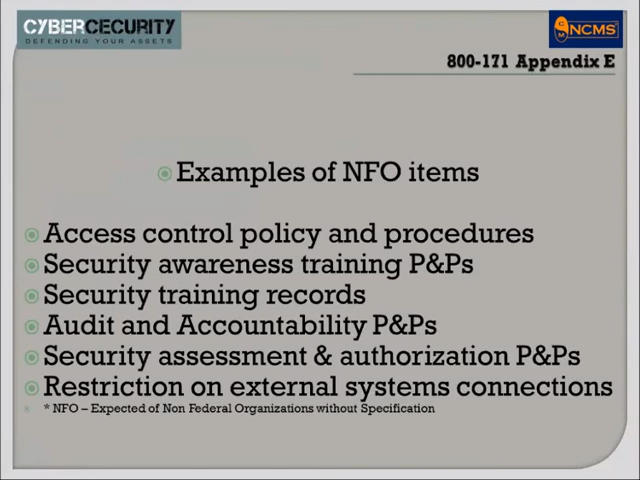 CYBERCECURITY
DEFENDING YOUR ASSETS
NCMS
800-171 Appendix E
Examples of NFO items
Access control policy and procedures
Security awareness training P&Ps
Security training records
Audit and Accountability P&Ps
Security assessment & authorization P&Ps
Restriction on external systems connections
* NFO – Expected of Non Federal Organizations without Specification